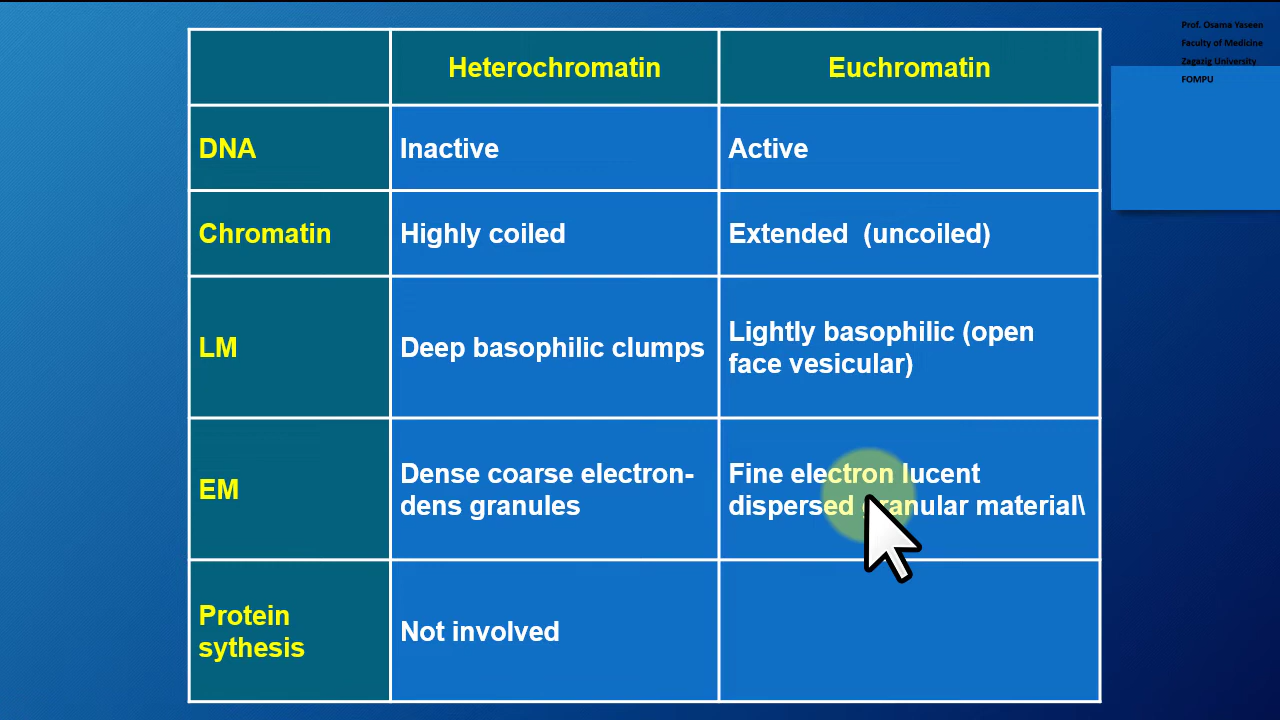 Prof. Osama Yaseen
Faculty of Medicine
Zagazig University
FOMPU
Heterochromatin
Euchromatin
DNA
Inactive
Active
Chromatin
Highly coiled
Extended  (uncoiled)
LM
Deep basophilic clumps
Lightly basophilic (open
face vesicular)
EM
Dense coarse electron-
dens granules
Fine electron lucent
dispersed granular material\
Protein
sythesis
Not involved